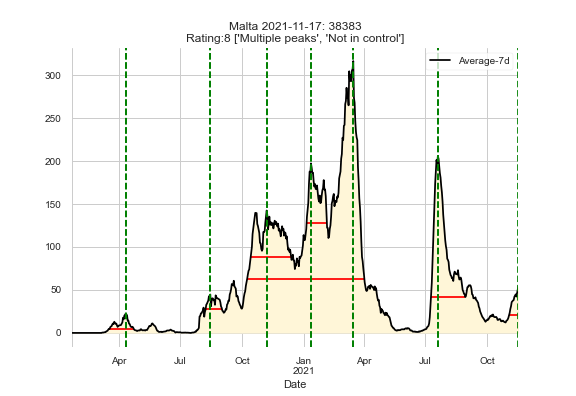 Malta 2021-11-17: 38383
Rating:8 ['Multiple peaks', 'Not in control']
Average-7d
300
250
200
150
100
50
0
Apr Jul Oct Jan Apr Jul Oct
2021
Date